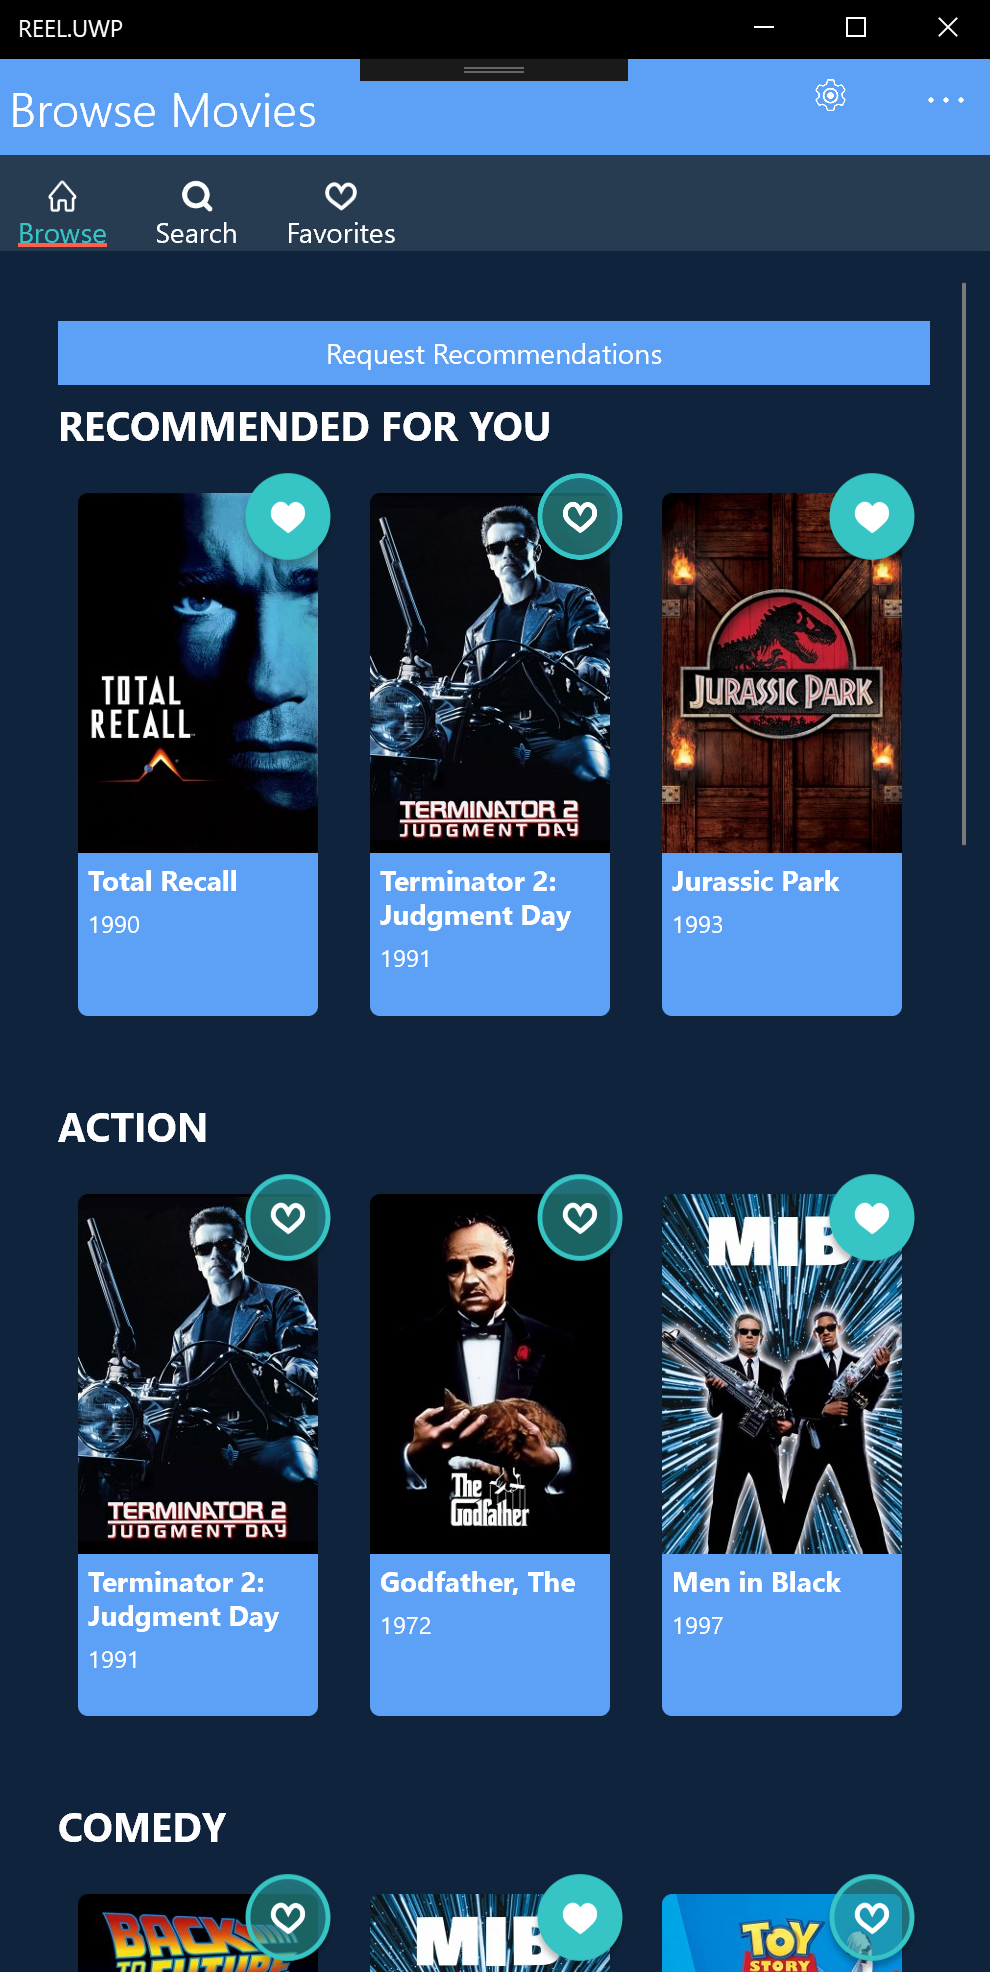 REEL.UWP
Browse Movies
Browse
Search
Favorites
Request Recommendations
RECOMMENDED FOR YOU
TOTAL
RECALL
TERMINATOR 2
JUDGMENT DAY
JURASSIC PARK
Total Recall
1990
Terminator 2:
Judgment Day
1991
Jurassic Park
1993
ACTION
TERMINATOR 2
JUDGMENT DAY
The
Godfather
MIB
Terminator 2:
Judgment Day
1991
Godfather, The
1972
Men in Black
1997
COMEDY
BACK
TO FUTURE
MIB
TOY
STORY